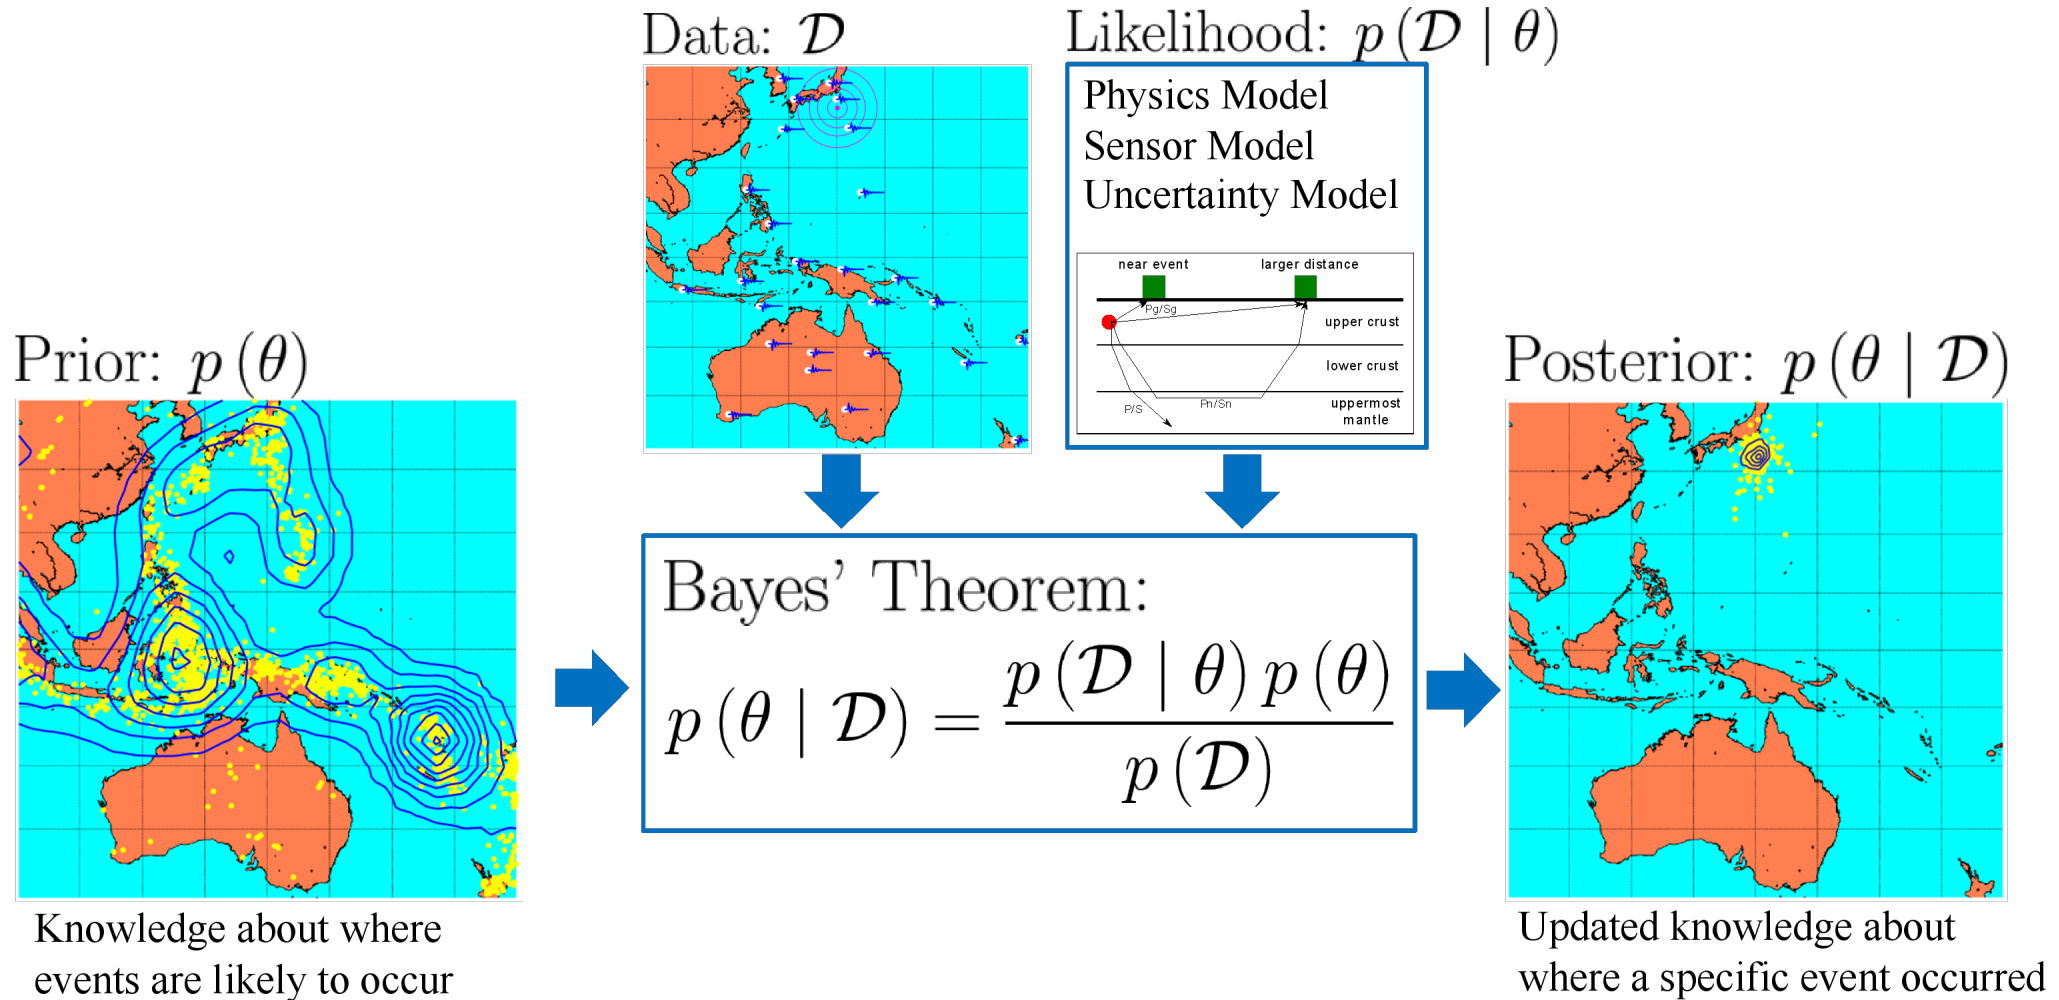 Data: 𝒟
Likelihood: p (𝒟 | θ)
Physics Model
Sensor Model
Uncertainty Model
near event
larger distance
Pg/Sg
upper crust
lower crust
P/S
Pn/Sn
uppermost
mantle
Prior: p (θ)
Knowledge about where
events are likely to occur
Bayes’ Theorem:
p (θ | 𝒟) = p (𝒟 | θ) p (θ) / p (𝒟)
Posterior: p (θ | 𝒟)
Updated knowledge about
where a specific event occurred